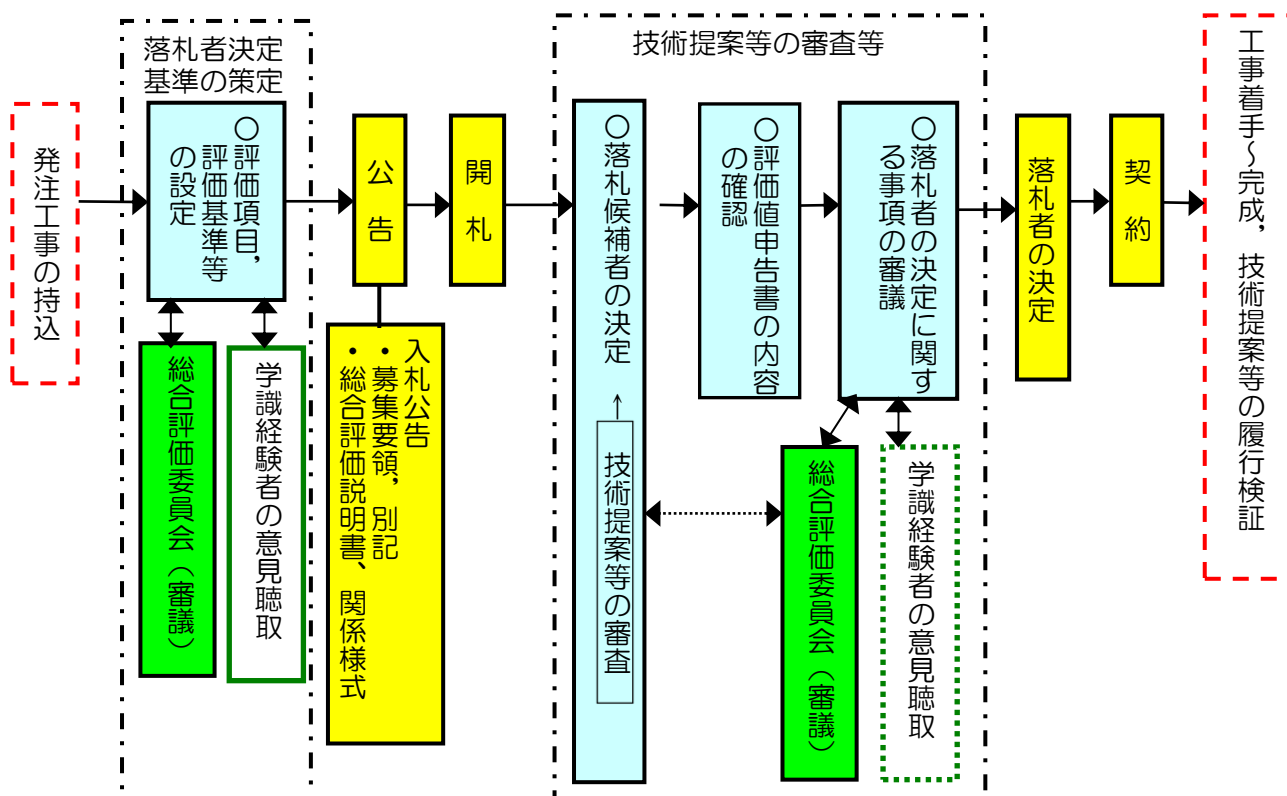 発注工事の持込
落札者決定
基準の策定
○評価項目，
評価基準等
の設定
総合評価委員会（審議）
学識経験者の意見聴取
公告
入札公告
・募集要領，別記
・総合評価説明書、関係様式
開札
技術提案等の審査等
○落札候補者の決定
↑
技術提案等の審査
○評価値申告書の内容
の確認
○落札者の決定に関す
る事項の審議
総合評価委員会（審議）
学識経験者の意見聴取
落札者の決定
契約
工事着手～完成，技術提案等の履行検証